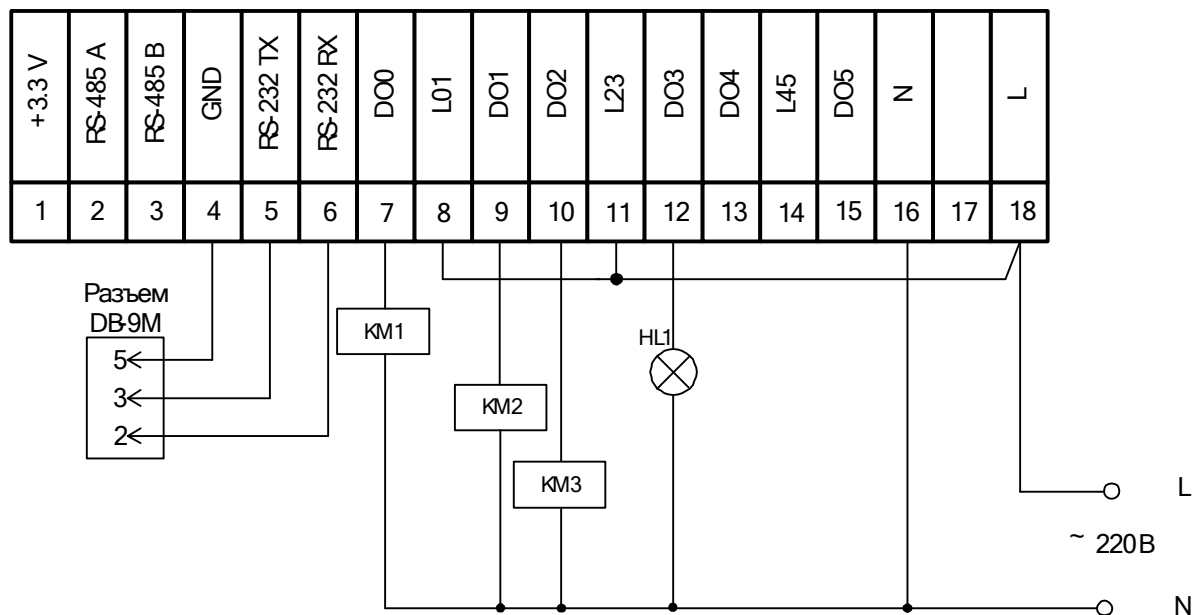 +3.3 V
RS-485 A
RS-485 B
GND
RS-232 TX
RS-232 RX
DO0
L01
DO1
DO2
L23
DO3
DO4
L45
DO5
N
L
1 2 3 4 5 6 7 8 9 10 11 12 13 14 15 16 17 18
Разъем
DB-9M
5
3
2
KM1
KM2
KM3
HL1
L
~ 220В
N